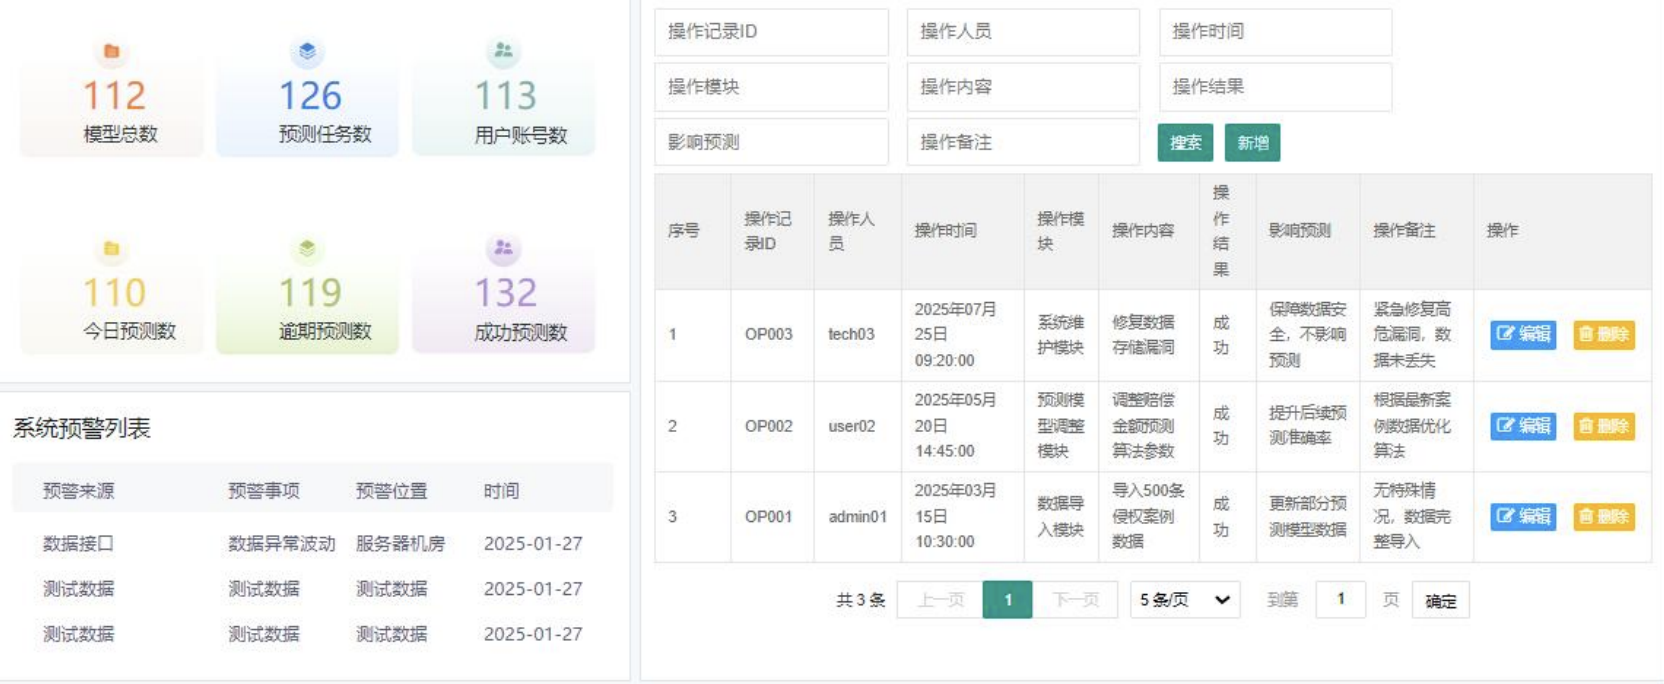 112
模型总数
126
预测任务数
113
用户账号数
110
今日预测数
119
逾期预测数
132
成功预测数
系统预警列表
预警来源 预警事项 预警位置 时间
数据接口 数据异常波动 服务器机房 2025-01-27
测试数据 测试数据 测试数据 2025-01-27
测试数据 测试数据 测试数据 2025-01-27
操作记录ID 操作人员 操作时间
操作模块 操作内容 操作结果
影响预测 操作备注 搜索 新增
序号
操作记
录ID
操作人
员
操作时间
操作模
块
操作内容
操
作
结
果
影响预测
操作备注
操作
1
OP003
tech03
2025年07月
25日
09:20:00
系统维
护模块
修复数据
存储漏洞
成
功
保障数据安
全，不影响
预测
紧急修复高
危漏洞，数
据未丢失
编辑 删除
2
OP002
user02
2025年05月
20日
14:45:00
预测模
型调整
模块
调整赔偿
金额预测
算法参数
成
功
提升后续预
测准确率
根据最新案
例数据优化
算法
编辑 删除
3
OP001
admin01
2025年03月
15日
10:30:00
数据导
入模块
导入500条
侵权案例
数据
成
功
更新部分预
测模型数据
无特殊情
况，数据完
整导入
编辑 删除
共 3 条 上一页 1 下一页 5 条/页 到第 1 页 确定